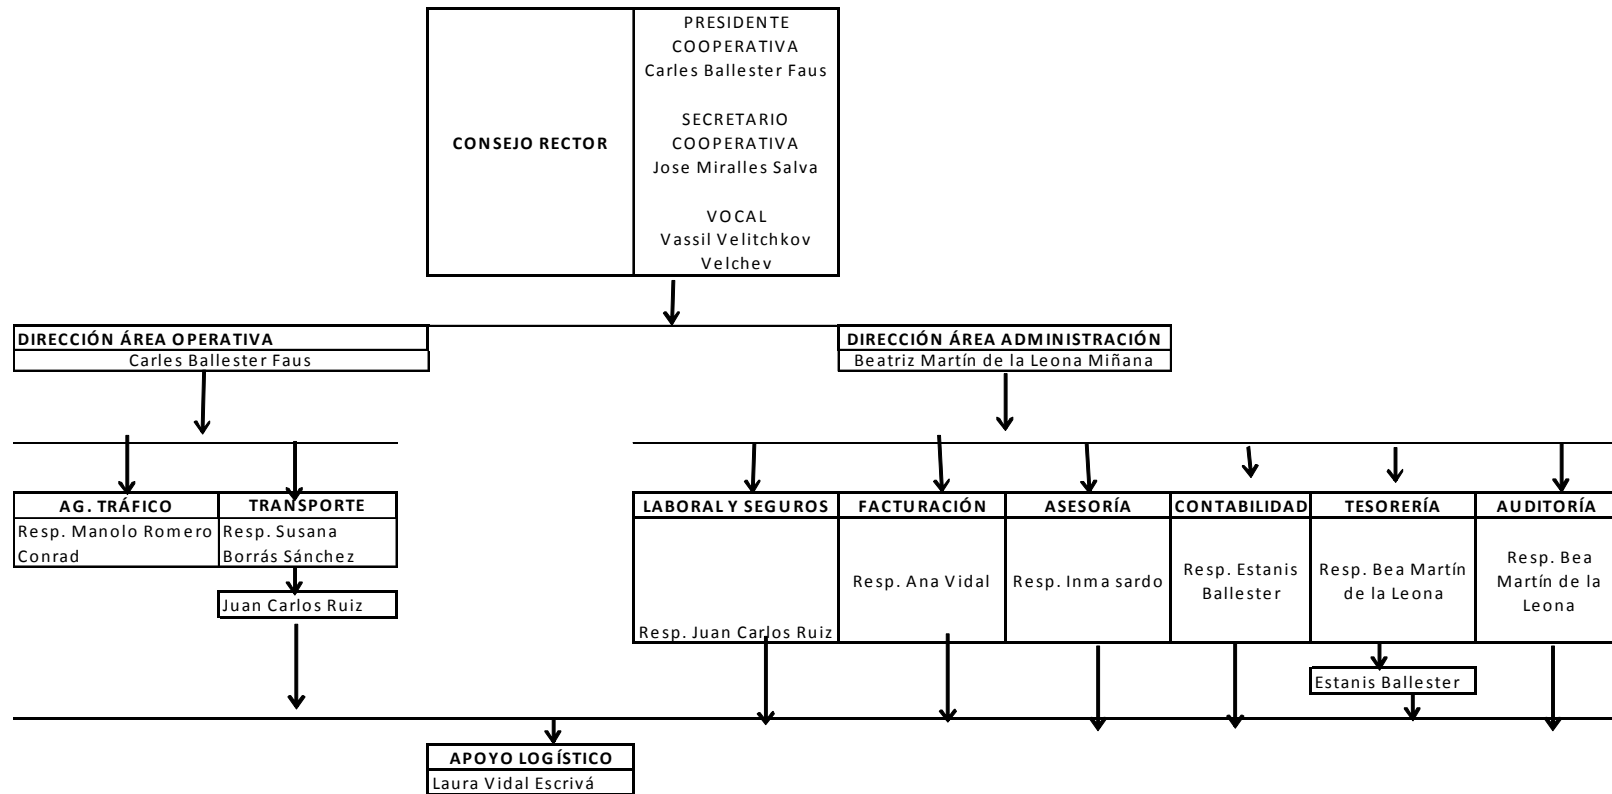 PRESIDENTE
COOPERATIVA
Carles Ballester Faus
SECRETARIO
COOPERATIVA
CONSEJO RECTOR
Jose Miralles Salva
VOCAL
Vassil Velitchkov
Velchev
DIRECCIÓN ÁREA OPERATIVA
Carles Ballester Faus
DIRECCIÓN ÁREA ADMINISTRACIÓN
Beatriz Martín de la Leona Miñana
AG. TRÁFICO
Resp. Manolo Romero
Conrad
TRANSPORTE
Resp. Susana
Borrás Sánchez
Juan Carlos Ruiz
LABORAL Y SEGUROS
Resp. Juan Carlos Ruiz
FACTURACIÓN
Resp. Ana Vidal
ASESORÍA
Resp. Inma sardo
CONTABILIDAD
Resp. Estanis
Ballester
TESORERÍA
Resp. Bea Martín
de la Leona
Estanis Ballester
AUDITORÍA
Resp. Bea
Martín de la
Leona
APOYO LOGÍSTICO
Laura Vidal Escrivá